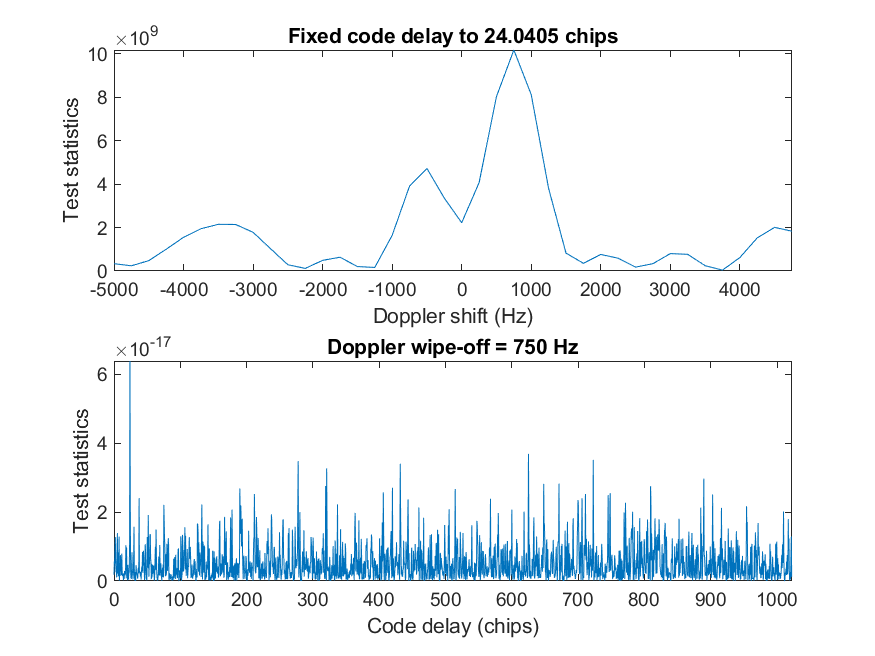 ×10⁹
Fixed code delay to 24.0405 chips
10
8
6
4
2
0
Test statistics
-5000 -4000 -3000 -2000 -1000 0 1000 2000 3000 4000
Doppler shift (Hz)
×10⁻¹⁷
Doppler wipe-off = 750 Hz
6
4
2
0
Test statistics
0 100 200 300 400 500 600 700 800 900 1000
Code delay (chips)